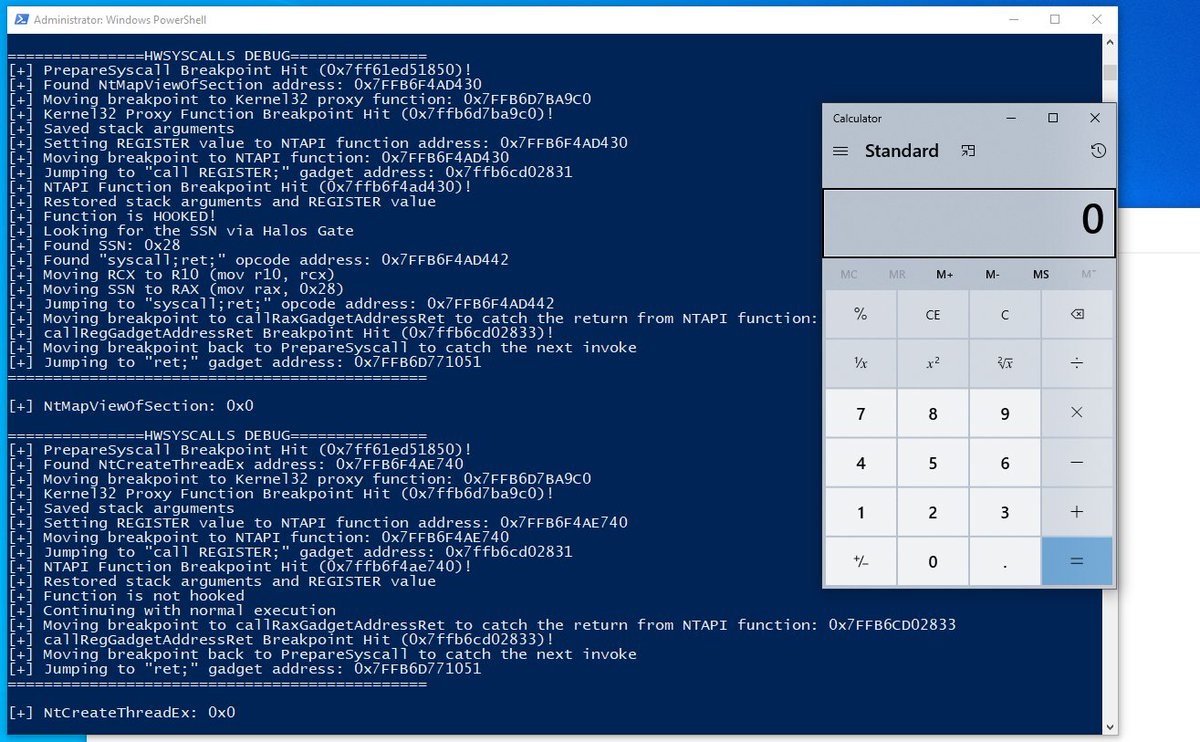 Administrator: Windows PowerShell
===============HWSYSCALLS DEBUG===============
[+] PrepareSyscall Breakpoint Hit (0x7ff61ed51850)!
[+] Found NtMapViewOfSection address: 0x7FFB6F4AD430
[+] Moving breakpoint to Kernel32 proxy function: 0x7FFB6D7BA9C0
[+] Kernel32 Proxy Function Breakpoint Hit (0x7ffb6d7ba9c0)!
[+] Saved stack arguments
[+] Setting REGISTER value to NTAPI function address: 0x7FFB6F4AD430
[+] Moving breakpoint to NTAPI function: 0x7FFB6F4AD430
[+] Jumping to "call REGISTER;" gadget address: 0x7ffb6cd02831
[+] NTAPI Function Breakpoint Hit (0x7ffb6f4ad430)!
[+] Restored stack arguments and REGISTER value
[+] Function is HOOKED!
[+] Looking for the SSN via Halos Gate
[+] Found SSN: 0x28
[+] Found "syscall;ret;" opcode address: 0x7FFB6F4AD442
[+] Moving RCX to R10 (mov r10, rcx)
[+] Moving SSN to RAX (mov rax, 0x28)
[+] Jumping to "syscall;ret;" opcode address: 0x7FFB6F4AD442
[+] Moving breakpoint to callRaxGadgetAddressRet to catch the return from NTAPI function:
[+] callRegGadgetAddressRet Breakpoint Hit (0x7ffb6cd02833)!
[+] Moving breakpoint back to PrepareSyscall to catch the next invoke
[+] Jumping to "ret;" gadget address: 0x7FFB6D771051
==============================================
[+] NtMapViewOfSection: 0x0
===============HWSYSCALLS DEBUG===============
[+] PrepareSyscall Breakpoint Hit (0x7ff61ed51850)!
[+] Found NtCreateThreadEx address: 0x7FFB6F4AE740
[+] Moving breakpoint to Kernel32 proxy function: 0x7FFB6D7BA9C0
[+] Kernel32 Proxy Function Breakpoint Hit (0x7ffb6d7ba9c0)!
[+] Saved stack arguments
[+] Setting REGISTER value to NTAPI function address: 0x7FFB6F4AE740
[+] Moving breakpoint to NTAPI function: 0x7FFB6F4AE740
[+] Jumping to "call REGISTER;" gadget address: 0x7ffb6cd02831
[+] NTAPI Function Breakpoint Hit (0x7ffb6f4ae740)!
[+] Restored stack arguments and REGISTER value
[+] Function is not hooked
[+] Continuing with normal execution
[+] Moving breakpoint to callRaxGadgetAddressRet to catch the return from NTAPI function: 0x7FFB6CD02833
[+] callRegGadgetAddressRet Breakpoint Hit (0x7ffb6cd02833)!
[+] Moving breakpoint back to PrepareSyscall to catch the next invoke
[+] Jumping to "ret;" gadget address: 0x7FFB6D771051
==============================================
[+] NtCreateThreadEx: 0x0
Calculator
Standard
0
MC MR M+ M- MS M˅
% CE C ⌫
¹/x x² ²√x ÷
7 8 9 ×
4 5 6 −
1 2 3 +
+/− 0 . =